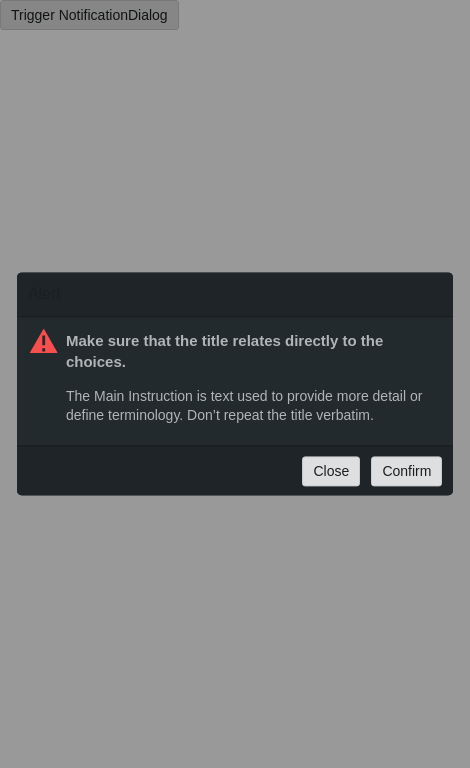 Trigger NotificationDialog
Alert
Make sure that the title relates directly to the
choices.
The Main Instruction is text used to provide more detail or
define terminology. Don’t repeat the title verbatim.
Close
Confirm